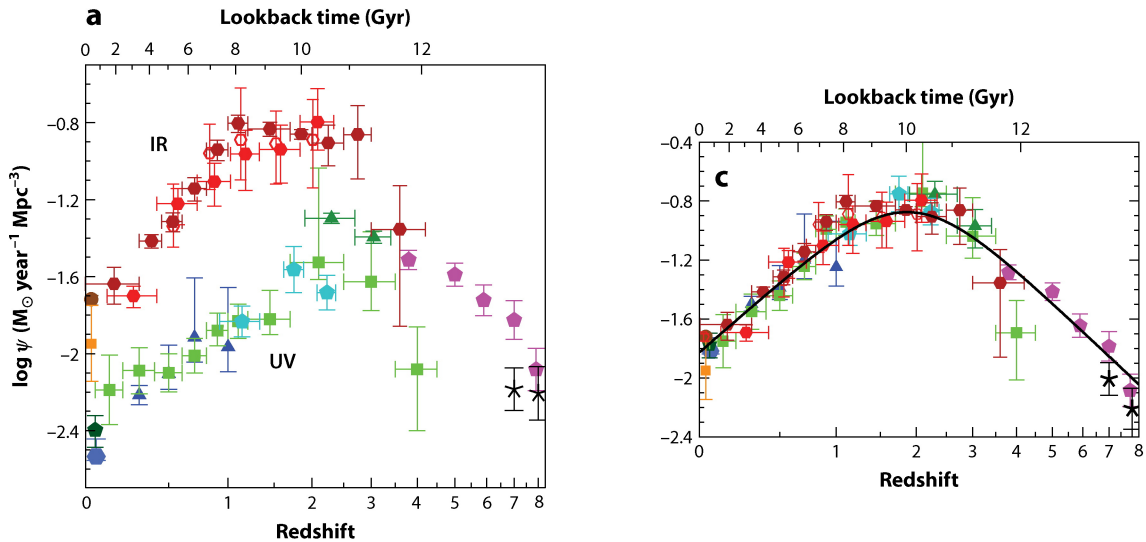 a
Lookback time (Gyr)
0 2 4 6 8 10 12
IR
UV
log ψ (M⊙ year−1 Mpc−3)
−0.8
−1.2
−1.6
−2
−2.4
0 1 2 3 4 5 6 7 8
Redshift
Lookback time (Gyr)
0 2 4 6 8 10 12
c
−0.4
−0.8
−1.2
−1.6
−2
−2.4
0 1 2 3 4 5 6 7 8
Redshift